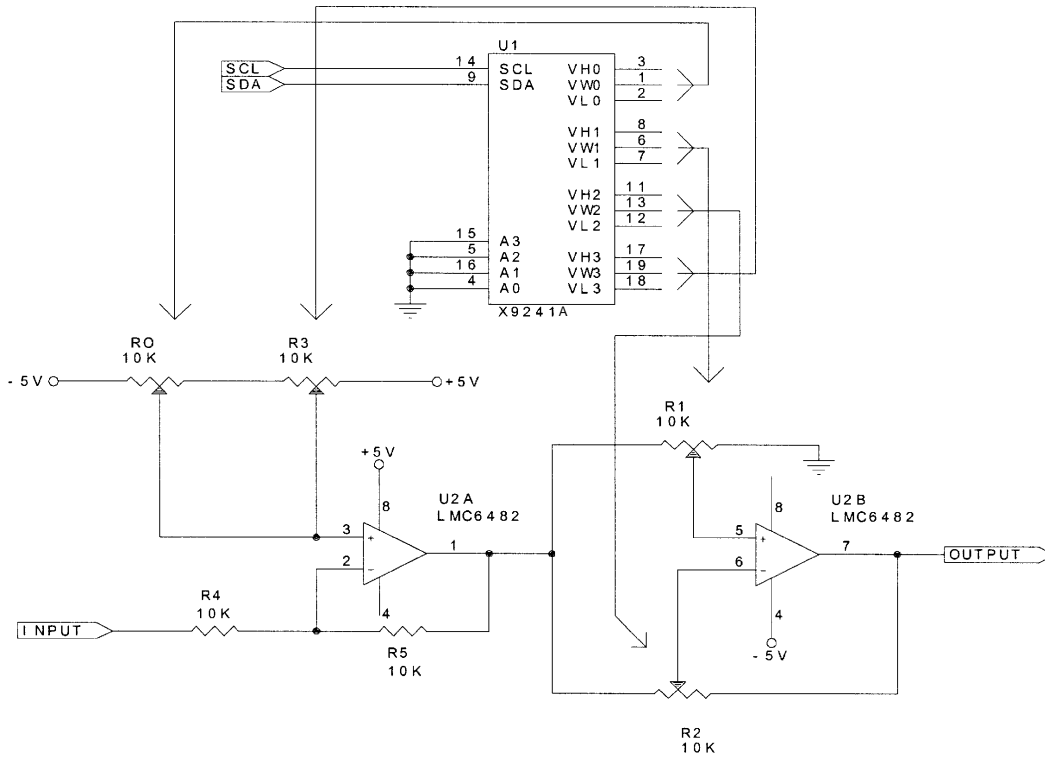 U1
SCL
SDA
14
9
SCL
SDA
VH0
VW0
VL0
3
1
2
VH1
VW1
VL1
8
6
7
VH2
VW2
VL2
11
13
12
VH3
VW3
VL3
17
19
18
15
5
16
4
A3
A2
A1
A0
X9241A
R0
10K
R3
10K
-5V
+5V
R1
10K
+5V
8
U2A
LMC6482
3
+
2
-
1
4
R4
10K
INPUT
R5
10K
8
U2B
LMC6482
5
+
6
-
7
OUTPUT
4
-5V
R2
10K